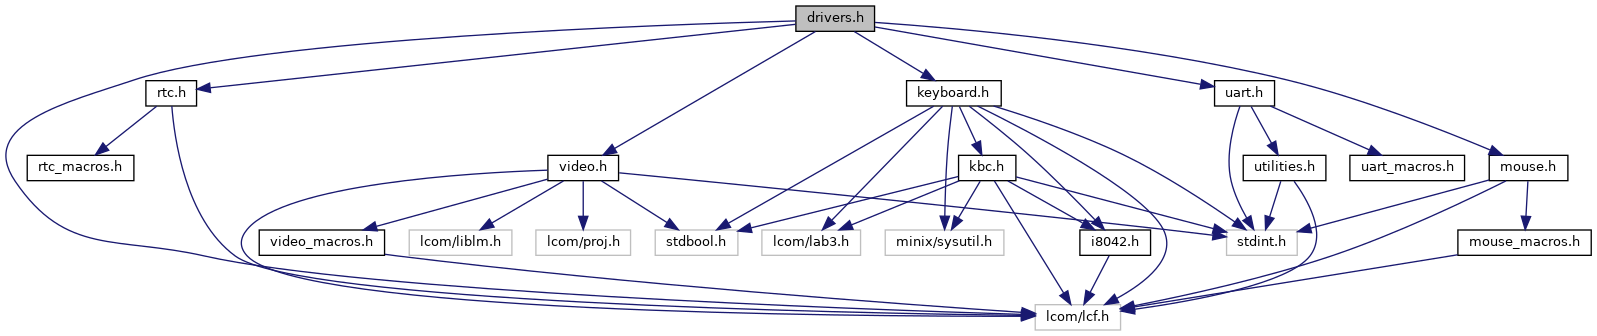 drivers.h
rtc.h
keyboard.h
uart.h
rtc_macros.h
video.h
kbc.h
utilities.h
uart_macros.h
mouse.h
video_macros.h
lcom/liblm.h
lcom/proj.h
stdbool.h
lcom/lab3.h
minix/sysutil.h
i8042.h
stdint.h
mouse_macros.h
lcom/lcf.h